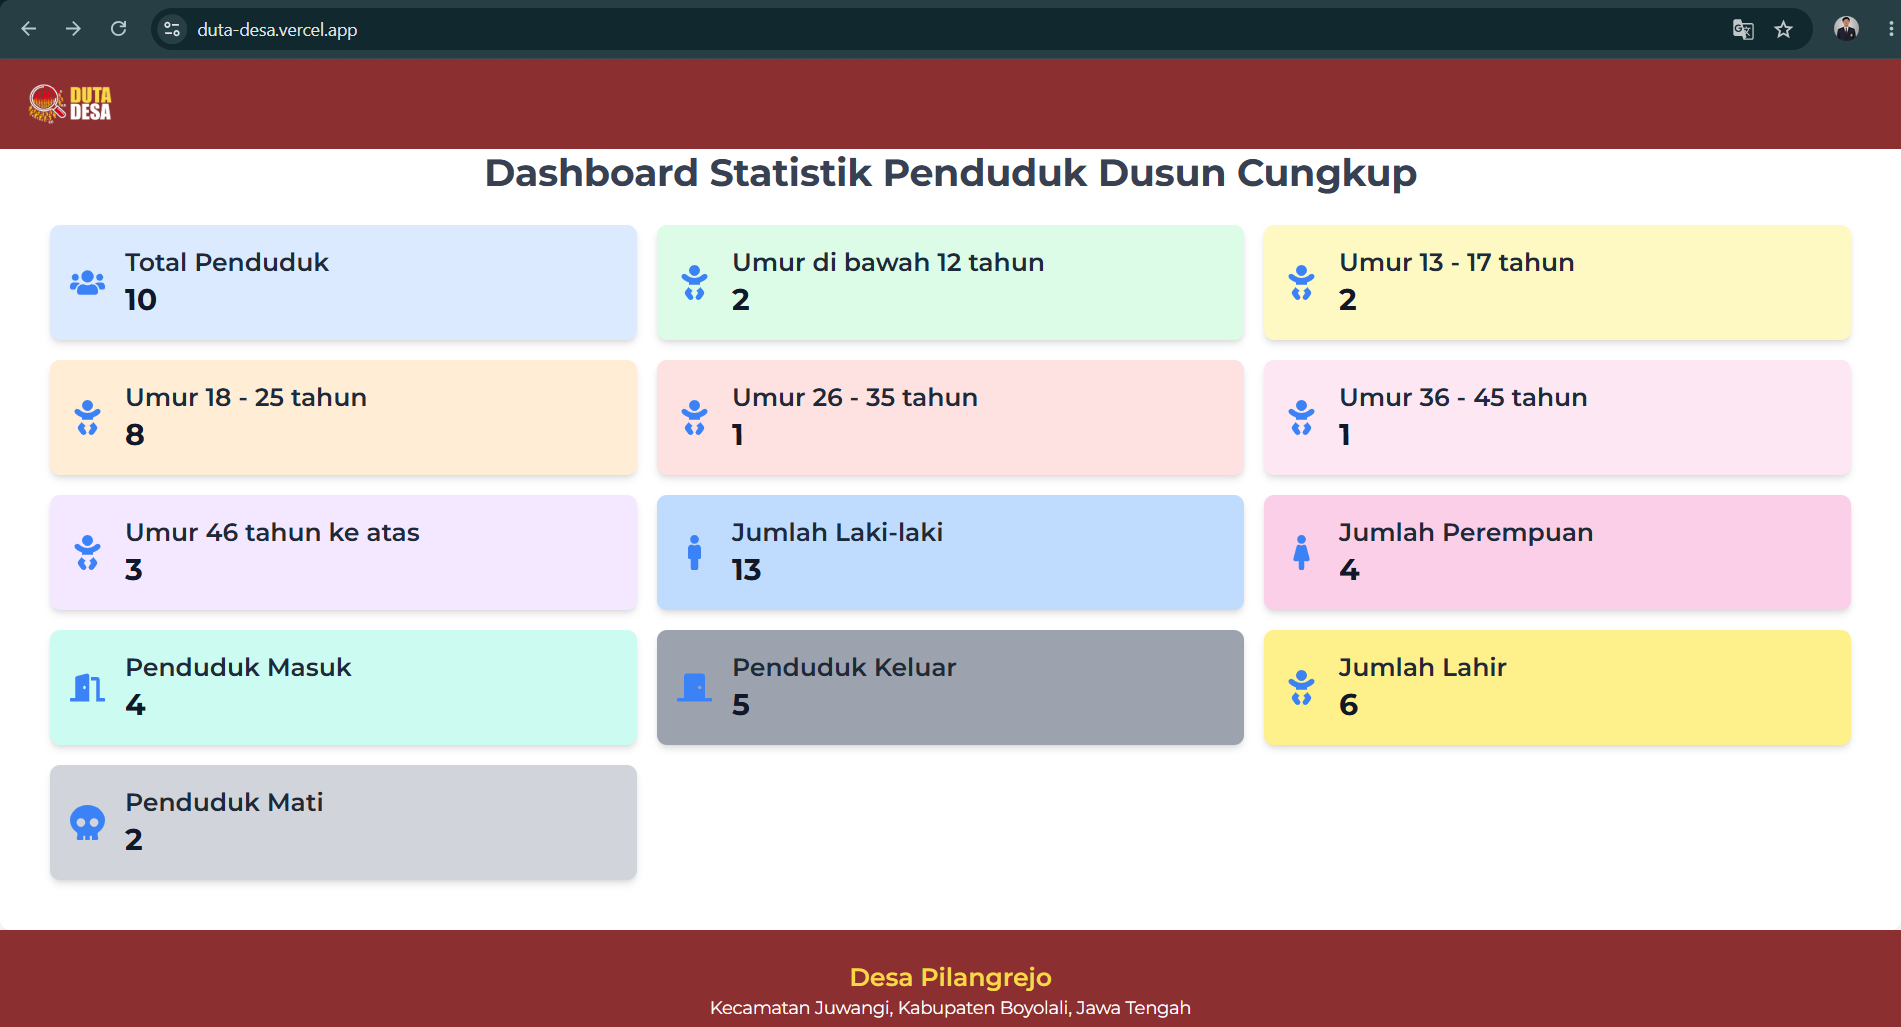 duta-desa.vercel.app
DUTA
DESA
Dashboard Statistik Penduduk Dusun Cungkup
Total Penduduk
10
Umur di bawah 12 tahun
2
Umur 13 - 17 tahun
2
Umur 18 - 25 tahun
8
Umur 26 - 35 tahun
1
Umur 36 - 45 tahun
1
Umur 46 tahun ke atas
3
Jumlah Laki-laki
13
Jumlah Perempuan
4
Penduduk Masuk
4
Penduduk Keluar
5
Jumlah Lahir
6
Penduduk Mati
2
Desa Pilangrejo
Kecamatan Juwangi, Kabupaten Boyolali, Jawa Tengah